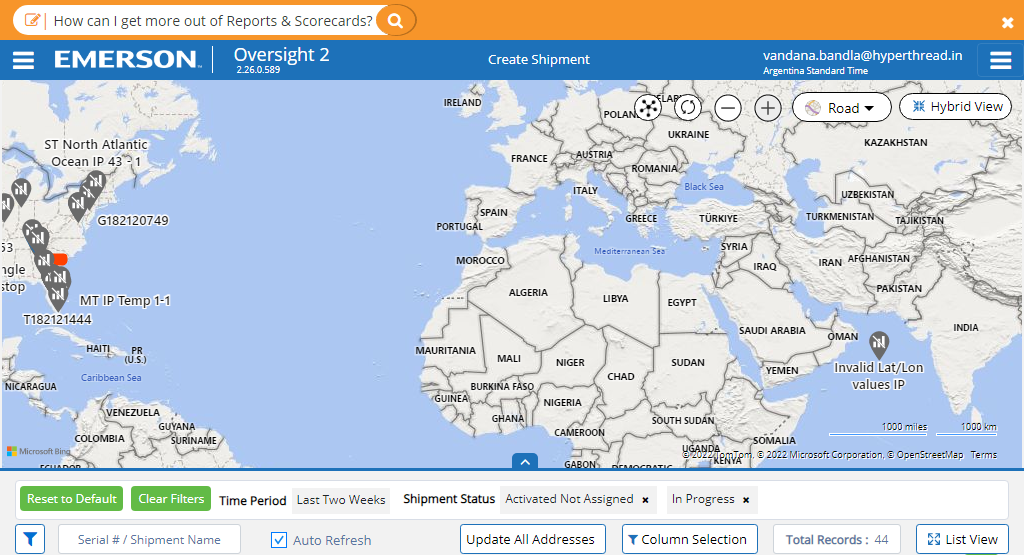 How can I get more out of Reports & Scorecards?
EMERSON
Oversight 2
2.26.0.589
Create Shipment
vandana.bandla@hyperthread.in
Argentina Standard Time
IRELAND
POLAN
ELAR
Road
Hybrid View
UKRAINE
KAZAKHSTAN
ST North Atlantic
Ocean IP 43 - 1
FRANCE
AUSTRIA
ROMANIA
ITALY
Black Sea
UZBEKISTAN
G182120749
SPAIN
PORTUGAL
GREECE
TÜRKIYE
TURKMENISTAN
TAJIKISTAN
53
Mediterranean Sea
SYRIA
MOROCCO
IRAQ
IRAN
AFGHANISTAN
ngle
stop
PAKISTAN
MT IP Temp 1-1
ALGERIA
LIBYA
EGYPT
T182121444
SAUDI ARABIA
OMAN
INDIA
HAITI
PR
(U.S.)
MAURITANIA
MALI
NIGER
CHAD
SUDAN
YEMEN
Invalid Lat/Lon
values IP
Caribbean Sea
NICARAGUA
BURKINA FASO
GUINEA
NIGERIA
VENEZUELA
GUYANA
GHANA
SOUTH SUDAN
COLOMBIA
SURINAME
CAMEROON
SOMALIA
1000 miles
1000 km
Microsoft Bing
UGANDA
KENYA
© 2022 TomTom, © 2022 Microsoft Corporation, © OpenStreetMap Terms
ECUADOR
GABON
DEMOCRATIC
Reset to Default
Clear Filters
Time Period
Last Two Weeks
Shipment Status
Activated Not Assigned ×
In Progress ×
Serial # / Shipment Name
Auto Refresh
Update All Addresses
Column Selection
Total Records : 44
List View